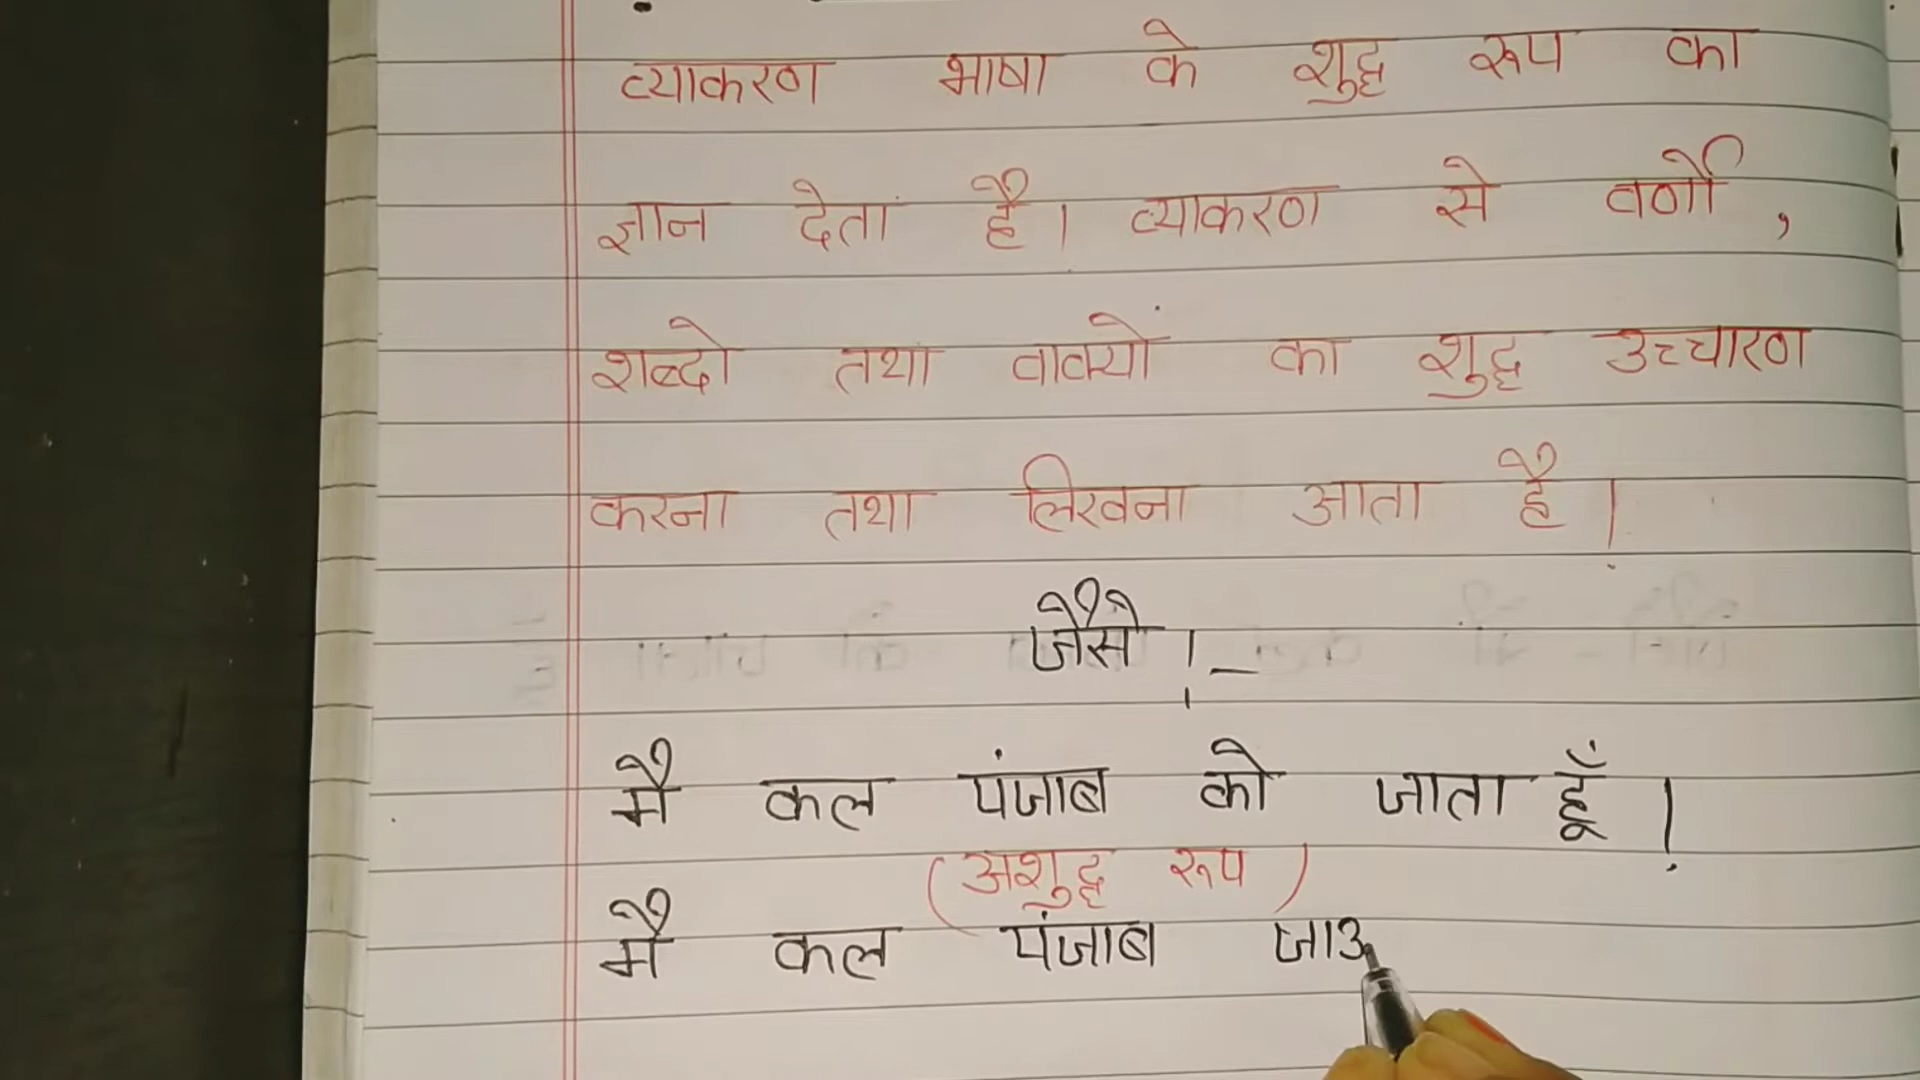 व्याकरण भाषा के शुद्ध रूप का
ज्ञान देता है। व्याकरण से वर्णो,
शब्दो तथा वाक्यों का शुद्ध उच्चारण
करना तथा लिखना आता है।
जैसे।-
मै कल पंजाब को जाता हूँ।
(अशुद्ध रूप)
मै कल पंजाब जाउ